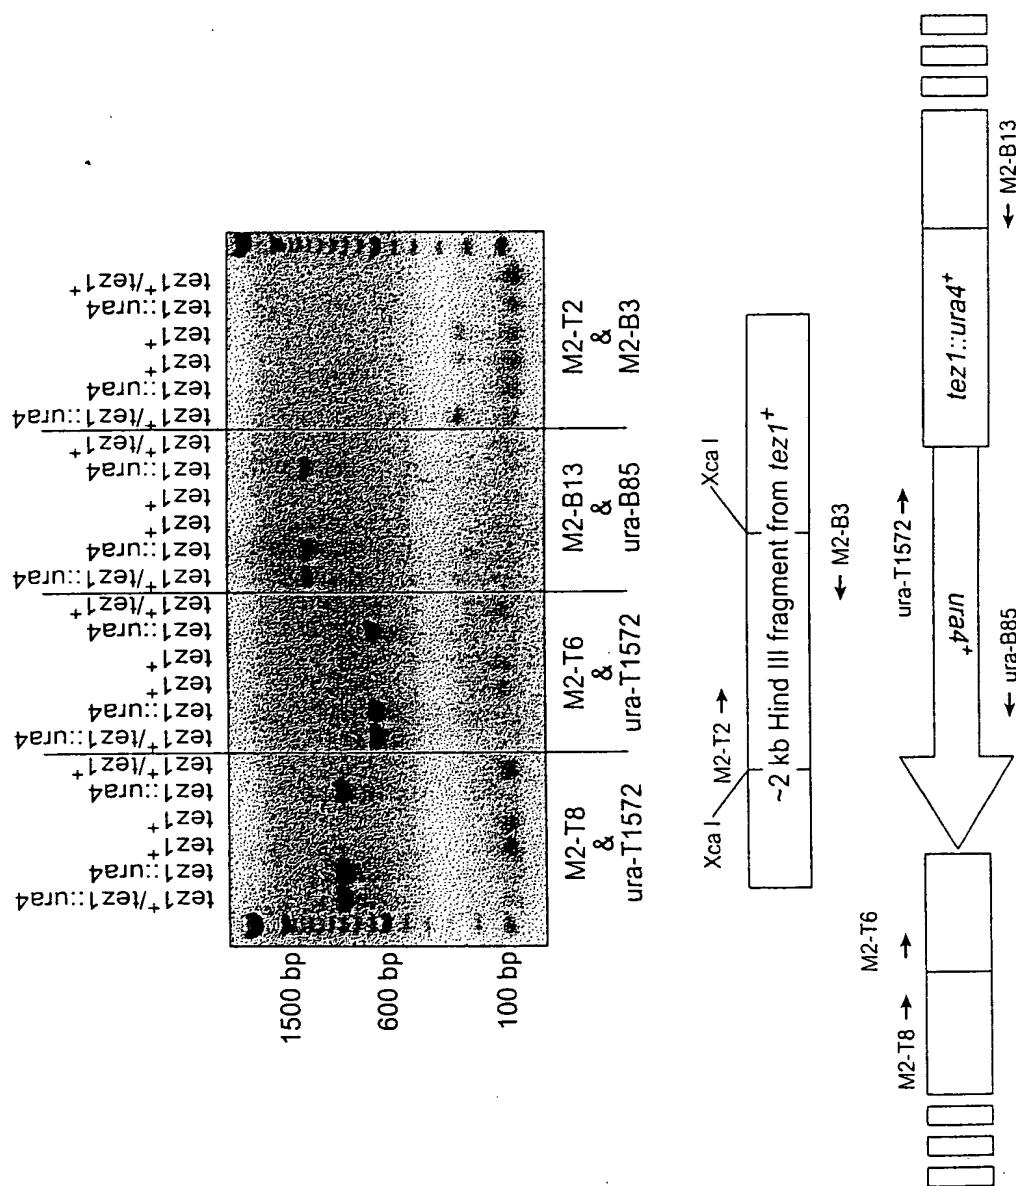 tez1⁺/tez1::ura4
tez1::ura4
tez1⁺
tez1⁺
tez1::ura4
tez1⁺/tez1⁺
tez1⁺/tez1::ura4
tez1::ura4
tez1⁺
tez1⁺
tez1::ura4
tez1⁺/tez1⁺
tez1⁺/tez1::ura4
tez1::ura4
tez1⁺
tez1⁺
tez1::ura4
tez1⁺/tez1⁺
tez1⁺/tez1::ura4
tez1::ura4
tez1⁺
tez1⁺
tez1::ura4
tez1⁺/tez1⁺
1500 bp
600 bp
100 bp
M2-T8
&
ura-T1572
M2-T6
&
ura-T1572
M2-B13
&
ura-B85
M2-T2
&
M2-B3
Xca I
M2-T2
Xca I
~2 kb Hind III fragment from tez1⁺
M2-B3
M2-T8
M2-T6
ura-T1572
ura4⁺
tez1::ura4⁺
ura-B85
M2-B13